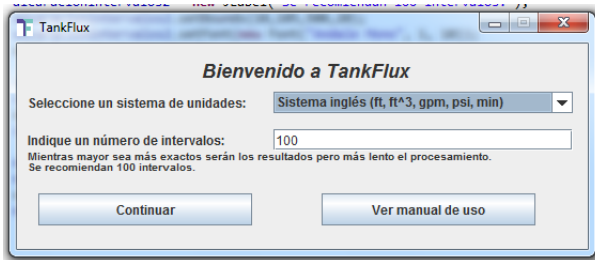 TankFlux
Bienvenido a TankFlux
Seleccione un sistema de unidades:
Sistema inglés (ft, ft^3, gpm, psi, min)
Indique un número de intervalos:
100
Mientras mayor sea más exactos serán los resultados pero más lento el procesamiento.
Se recomiendan 100 intervalos.
Continuar
Ver manual de uso